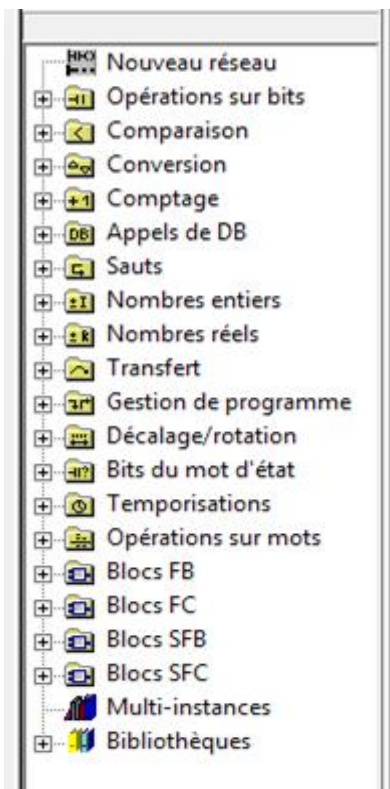 Nouveau réseau
Opérations sur bits
Comparaison
Conversion
Comptage
Appels de DB
Sauts
Nombres entiers
Nombres réels
Transfert
Gestion de programme
Décalage/rotation
Bits du mot d'état
Temporisations
Opérations sur mots
Blocs FB
Blocs FC
Blocs SFB
Blocs SFC
Multi-instances
Bibliothèques